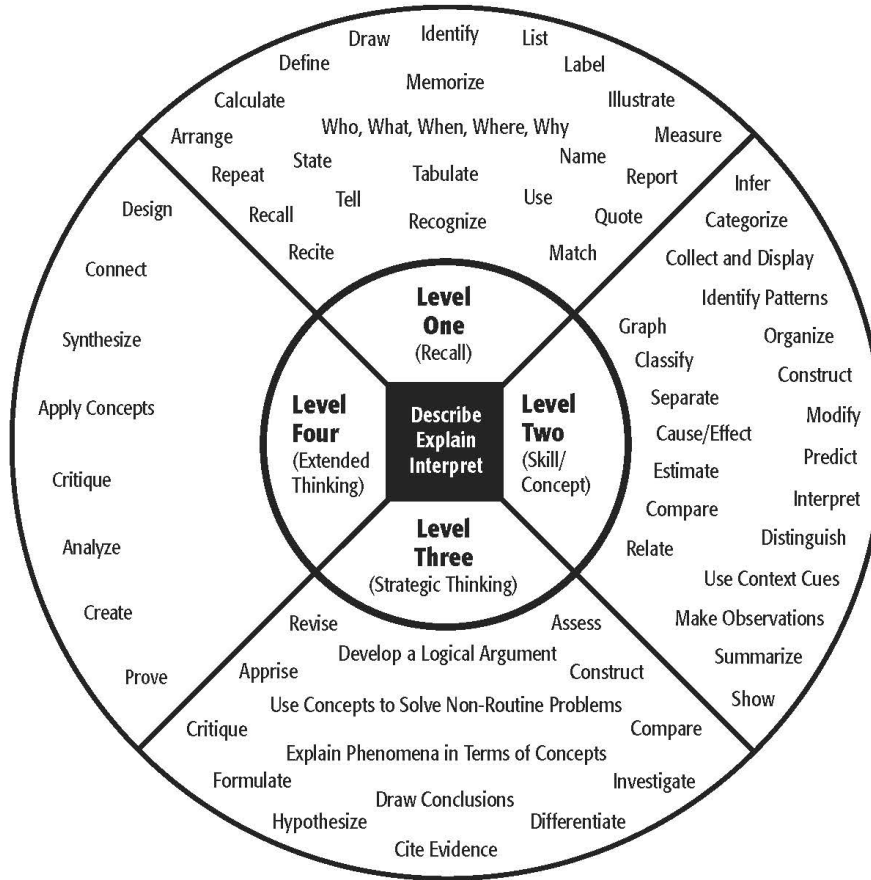 Draw
Identify
List
Define
Label
Memorize
Calculate
Illustrate
Who, What, When, Where, Why
Arrange
Measure
State
Name
Repeat
Tabulate
Report
Tell
Use
Recall
Recognize
Quote
Recite
Match
Level
One
(Recall)
Infer
Categorize
Collect and Display
Identify Patterns
Graph
Organize
Classify
Construct
Separate
Modify
Cause/Effect
Predict
Estimate
Interpret
Compare
Distinguish
Relate
Use Context Cues
Make Observations
Summarize
Show
Level
Two
(Skill/
Concept)
Describe
Explain
Interpret
Level
Three
(Strategic Thinking)
Revise
Assess
Develop a Logical Argument
Apprise
Construct
Use Concepts to Solve Non-Routine Problems
Critique
Compare
Explain Phenomena in Terms of Concepts
Formulate
Investigate
Draw Conclusions
Hypothesize
Differentiate
Cite Evidence
Level
Four
(Extended
Thinking)
Design
Connect
Synthesize
Apply Concepts
Critique
Analyze
Create
Prove